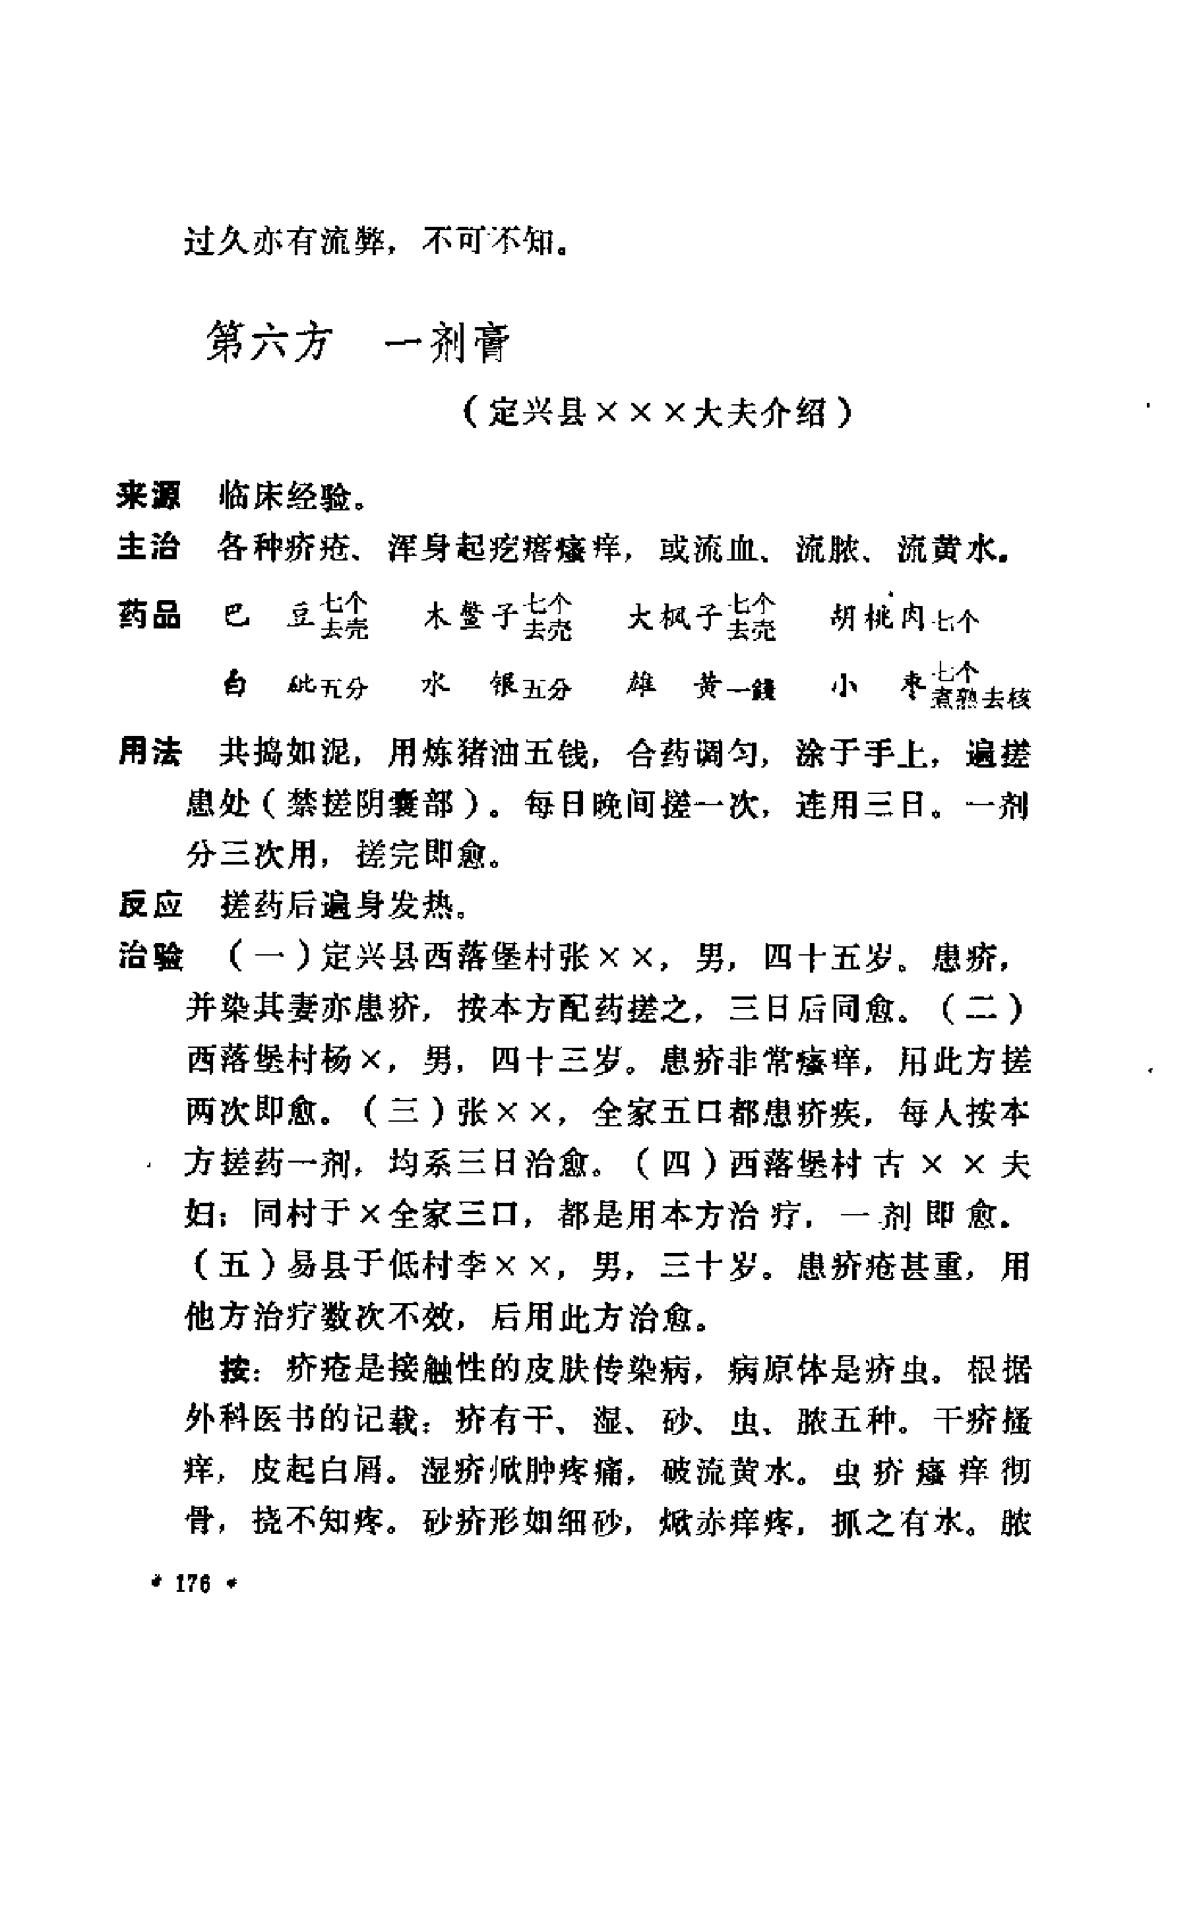 过久亦有流弊，不可不知。
第六方　一剂膏
（定兴县×××大夫介绍）
来源　临床经验。
主治　各种疥疮、浑身起疙瘩瘙痒，或流血、流脓、流黄水。
药品　巴　豆七个去壳　木鳖子七个去壳　大枫子七个去壳　胡桃肉七个
白　砒五分　水　银五分　雄　黄一錢　小　枣七个煮熟去核
用法　共捣如泥，用炼猪油五钱，合药调匀，涂于手上，遍搓
患处（禁搓阴囊部）。每日晚间搓一次，连用三日。一剂
分三次用，搓完即愈。
反应　搓药后遍身发热。
治验　（一）定兴县西落堡村张××，男，四十五岁。患疥，
并染其妻亦患疥，按本方配药搓之，三日后同愈。（二）
西落堡村杨×，男，四十三岁。患疥非常瘙痒，用此方搓
两次即愈。（三）张××，全家五口都患疥疾，每人按本
方搓药一剂，均系三日治愈。（四）西落堡村古××夫
妇；同村于×全家三口，都是用本方治疗，一剂即愈。
（五）易县于低村李××，男，三十岁。患疥疮甚重，用
他方治疗数次不效，后用此方治愈。
按：疥疮是接触性的皮肤传染病，病原体是疥虫。根据
外科医书的记载：疥有干、湿、砂、虫、脓五种。干疥搔
痒，皮起白屑。湿疥焮肿疼痛，破流黄水。虫疥瘙痒彻
骨，挠不知疼。砂疥形如细砂，焮赤痒疼，抓之有水。脓
* 176 *